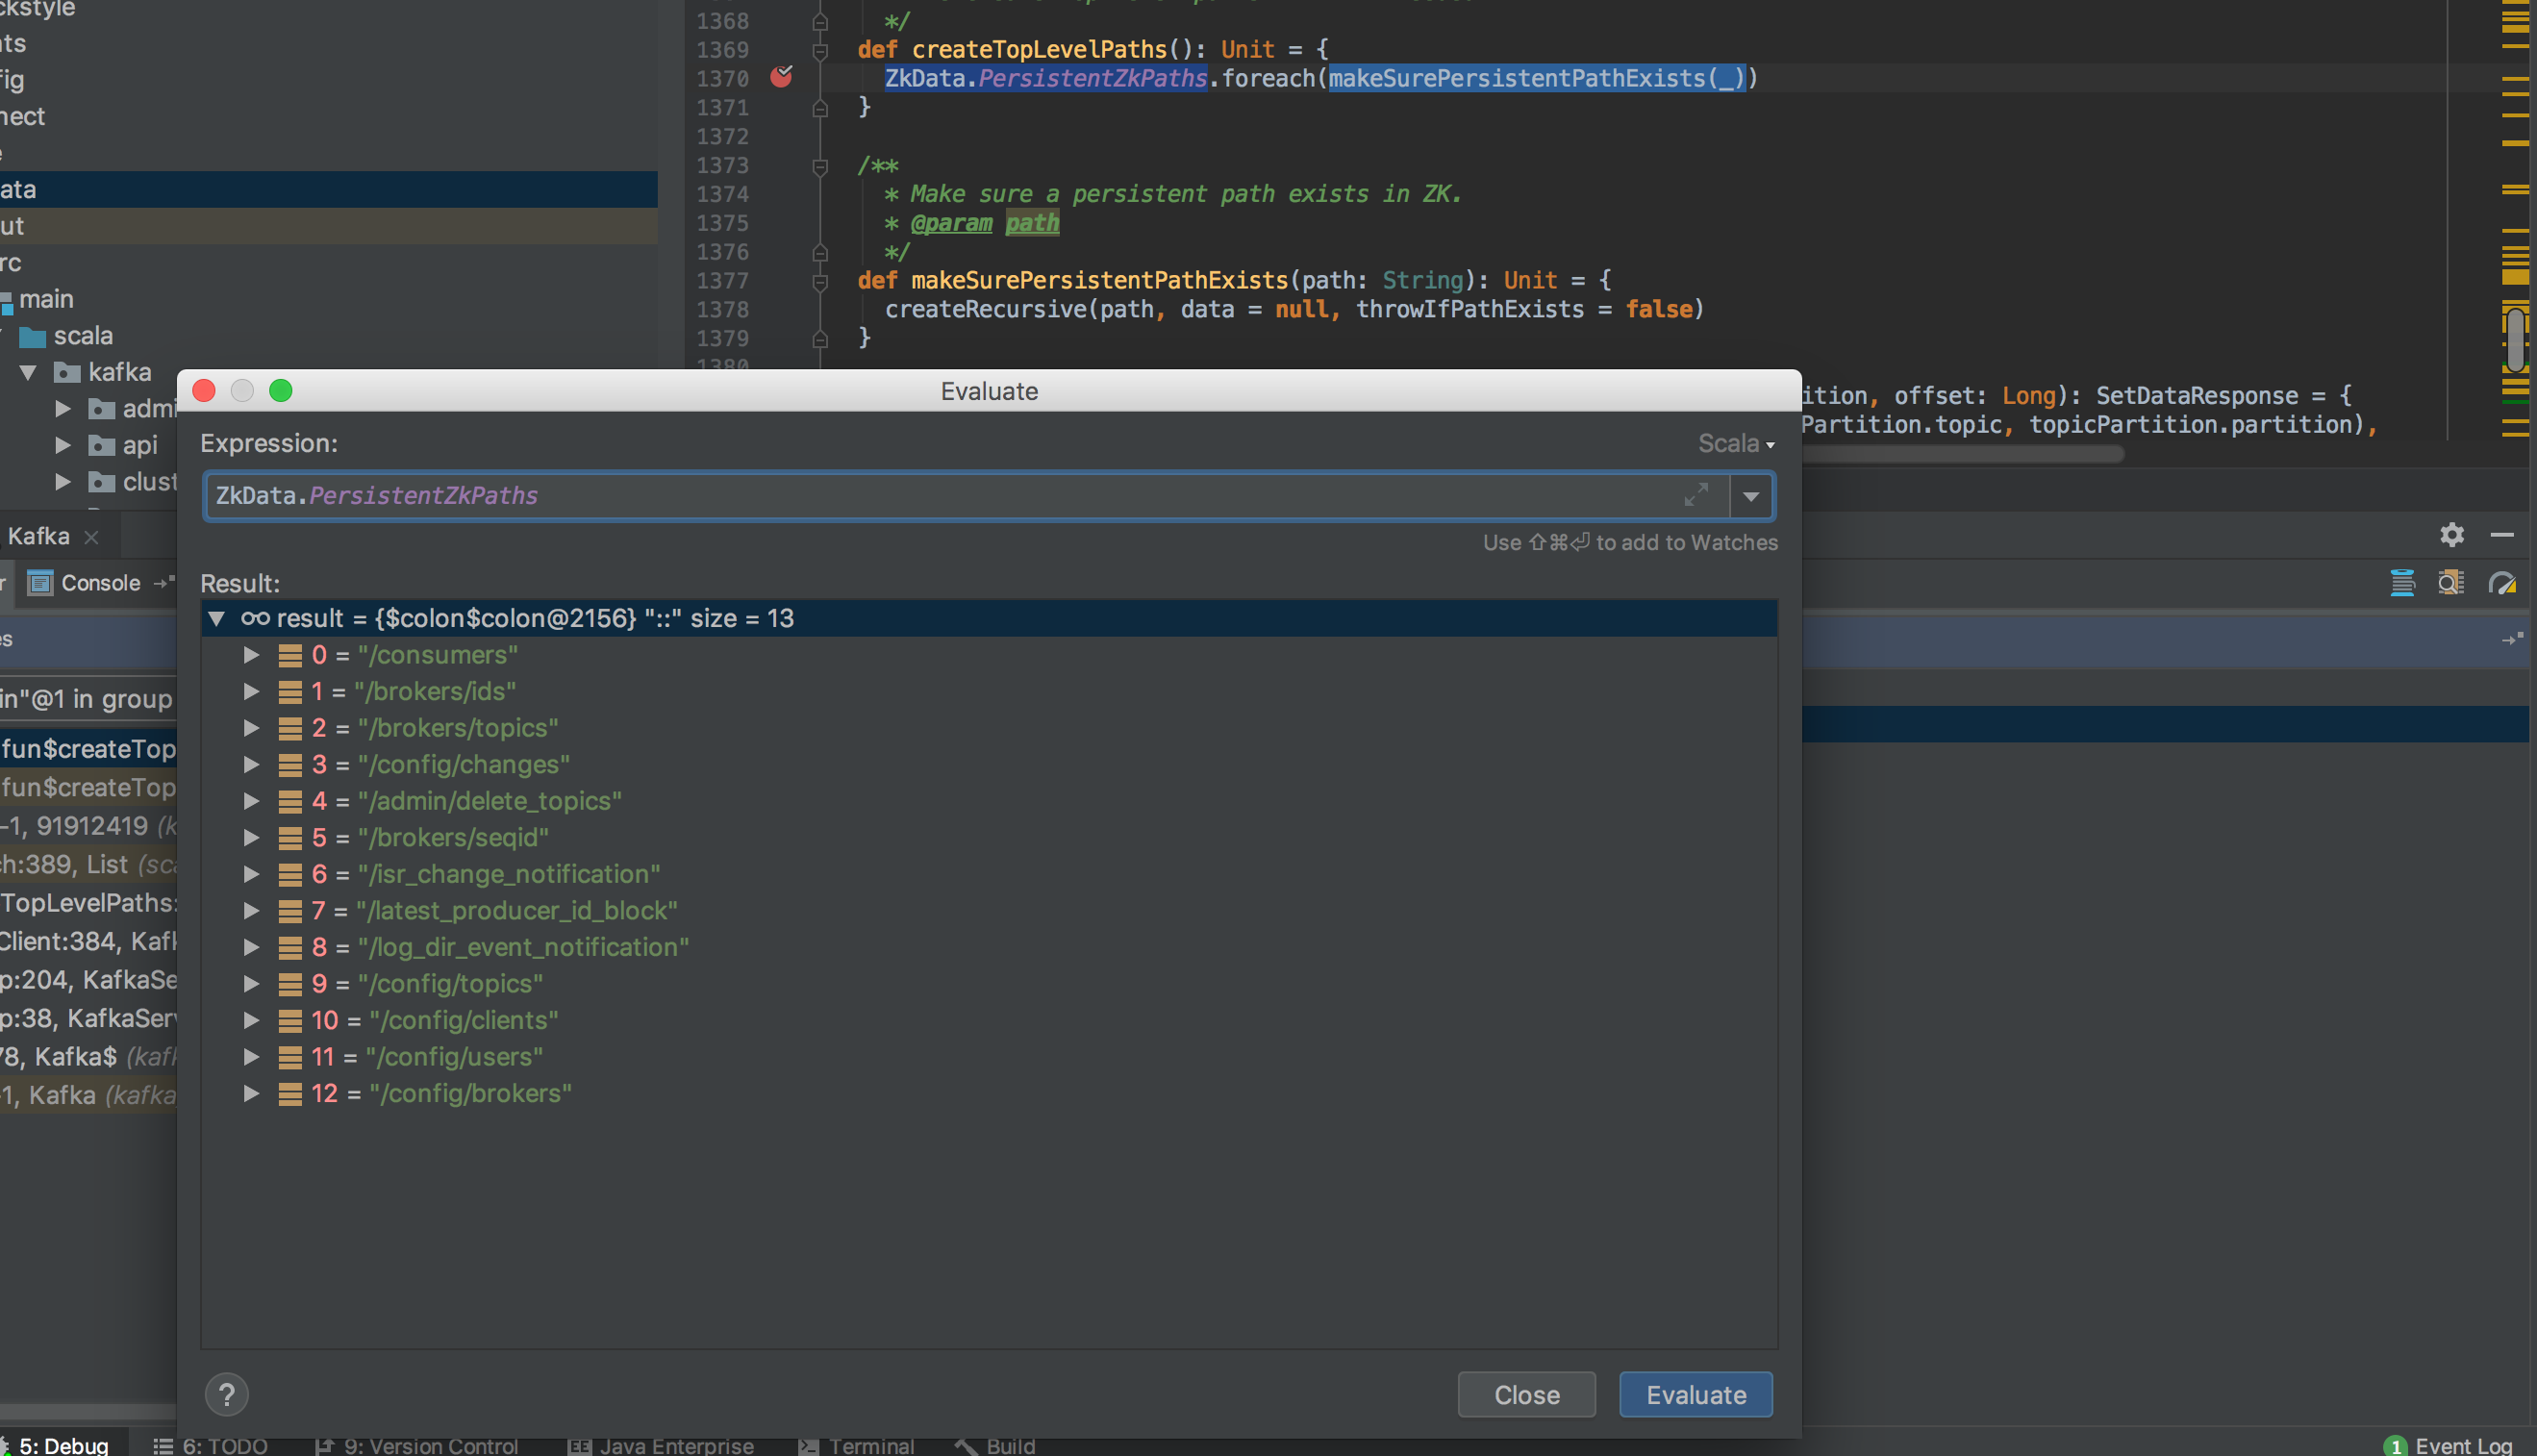 ckstyle
nts
fig
nect
e
ata
ut
rc
main
scala
kafka
admi
api
clust
1368 */
1369 def createTopLevelPaths(): Unit = {
1370 ZkData.PersistentZkPaths.foreach(makeSurePersistentPathExists(_))
1371 }
1372
1373 /**
1374 * Make sure a persistent path exists in ZK.
1375 * @param path
1376 */
1377 def makeSurePersistentPathExists(path: String): Unit = {
1378 createRecursive(path, data = null, throwIfPathExists = false)
1379 }
1380
ition, offset: Long): SetDataResponse = {
Partition.topic, topicPartition.partition),
Kafka
r Console
es
in"@1 in group
fun$createTop
fun$createTop
-1, 91912419 (k
ch:389, List (sca
TopLevelPaths:
Client:384, Kafk
p:204, KafkaSe
p:38, KafkaServ
78, Kafka$ (kafk
-1, Kafka (kafka
Evaluate
Expression:
Scala
ZkData.PersistentZkPaths
Use ⇧⌘⏎ to add to Watches
Result:
result = {$colon$colon@2156} "::" size = 13
0 = "/consumers"
1 = "/brokers/ids"
2 = "/brokers/topics"
3 = "/config/changes"
4 = "/admin/delete_topics"
5 = "/brokers/seqid"
6 = "/isr_change_notification"
7 = "/latest_producer_id_block"
8 = "/log_dir_event_notification"
9 = "/config/topics"
10 = "/config/clients"
11 = "/config/users"
12 = "/config/brokers"
?
Close
Evaluate
5: Debug
6: TODO
9: Version Control
EE Java Enterprise
Terminal
Build
1 Event Log